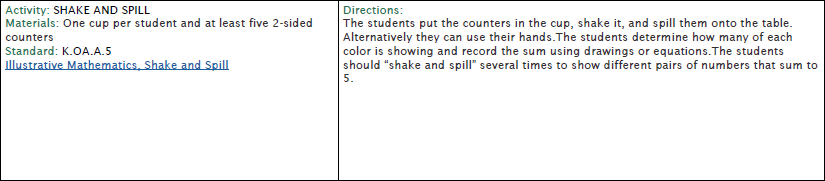 Activity: SHAKE AND SPILL
Materials: One cup per student and at least five 2-sided
counters
Standard: K.OA.A.5
Illustrative Mathematics, Shake and Spill
Directions:
The students put the counters in the cup, shake it, and spill them onto the table.
Alternatively they can use their hands.The students determine how many of each
color is showing and record the sum using drawings or equations.The students
should “shake and spill” several times to show different pairs of numbers that sum to
5.